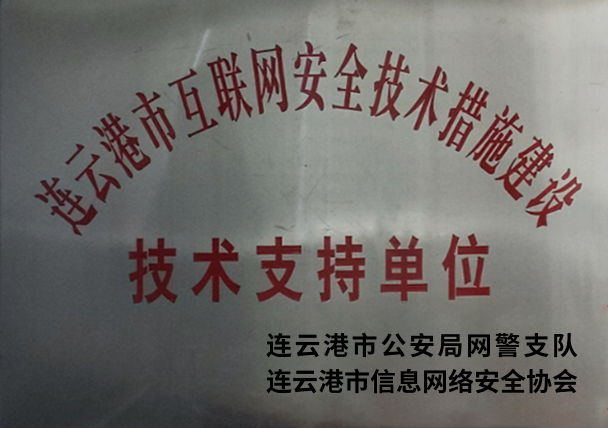 连云港市互联网安全技术措施建设
技术支持单位
连云港市公安局网警支队
连云港市信息网络安全协会